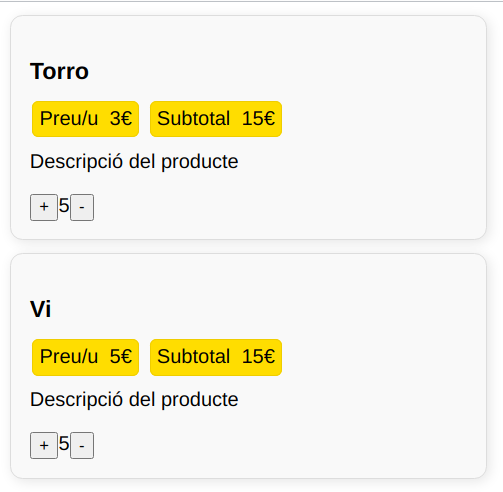 Torro
Preu/u 3€ Subtotal 15€
Descripció del producte
+ 5 -
Vi
Preu/u 5€ Subtotal 15€
Descripció del producte
+ 5 -